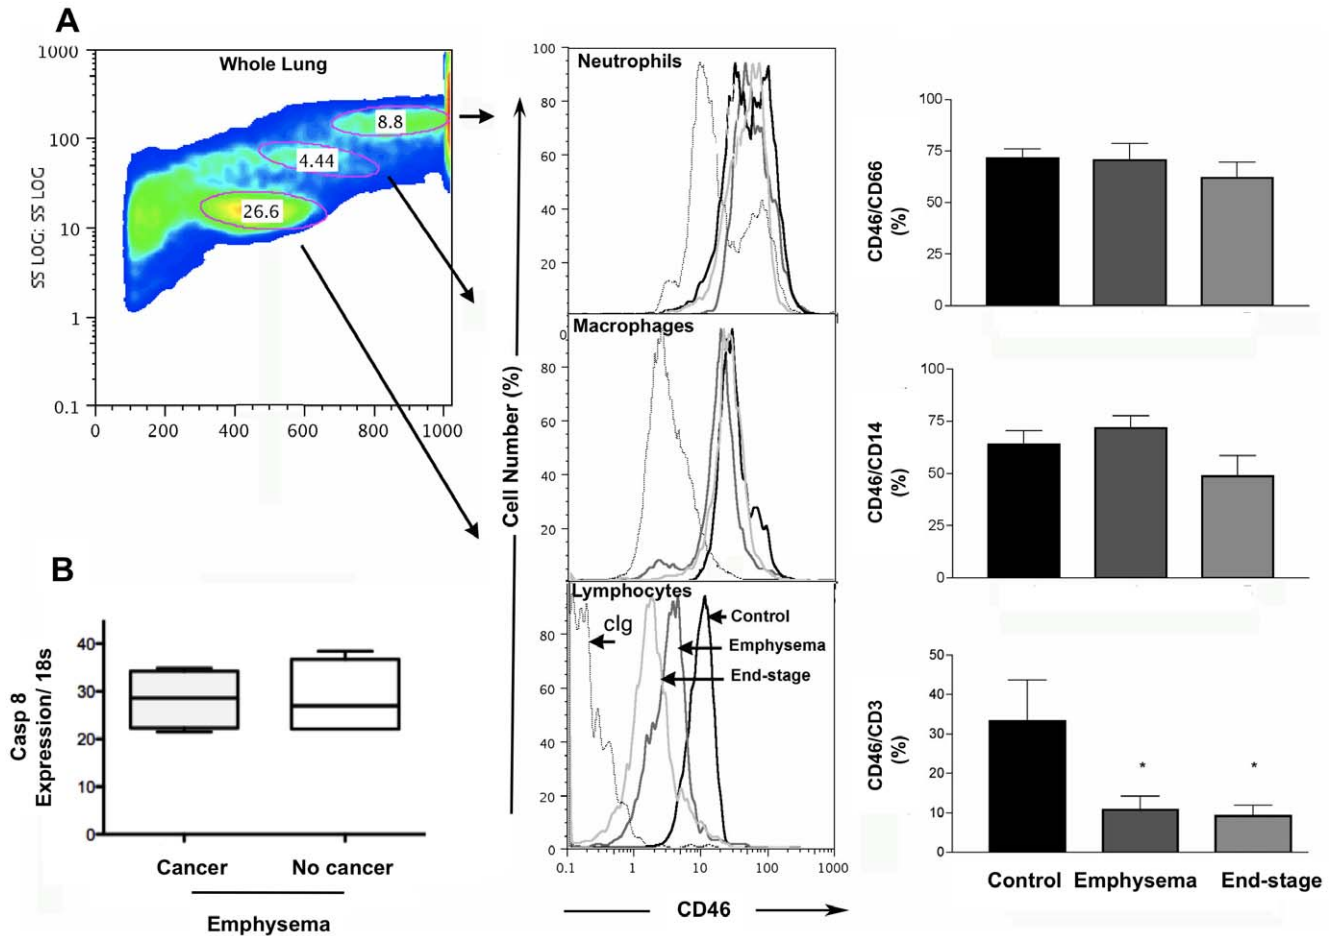 A
Whole Lung
1000
100
10
1
0.1
SS LOG: SS LOG
8.8
4.44
26.6
0 200 400 600 800 1000
B
Casp 8
Expression/ 18s
40
30
20
10
0
Cancer No cancer
Emphysema
Cell Number (%)
Neutrophils
100
80
60
40
20
0
Macrophages
80
60
40
20
Lymphocytes
cIg
Control
Emphysema
End-stage
80
60
40
20
0
0.1 1 10 100 1000
CD46
CD46/CD66
(%)
100
75
50
25
0
CD46/CD14
(%)
100
75
50
25
0
CD46/CD3
(%)
50
40
30
20
10
0
* *
Control Emphysema End-stage